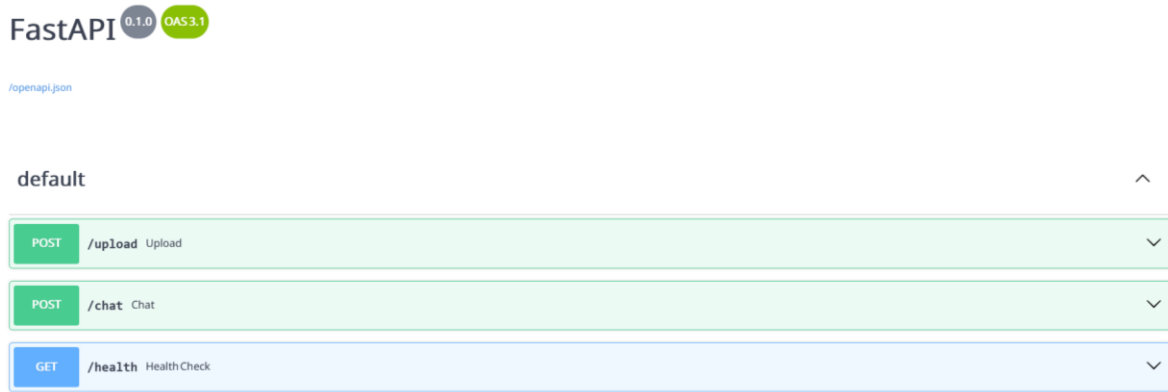 FastAPI 0.1.0 OAS 3.1
/openapi.json
default
POST /upload Upload
POST /chat Chat
GET /health Health Check